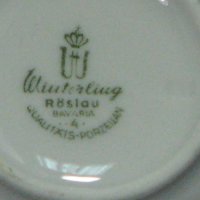 W
Winterling
Röslau
BAVARIA
4
QUALITÄTS-PORZELLAN